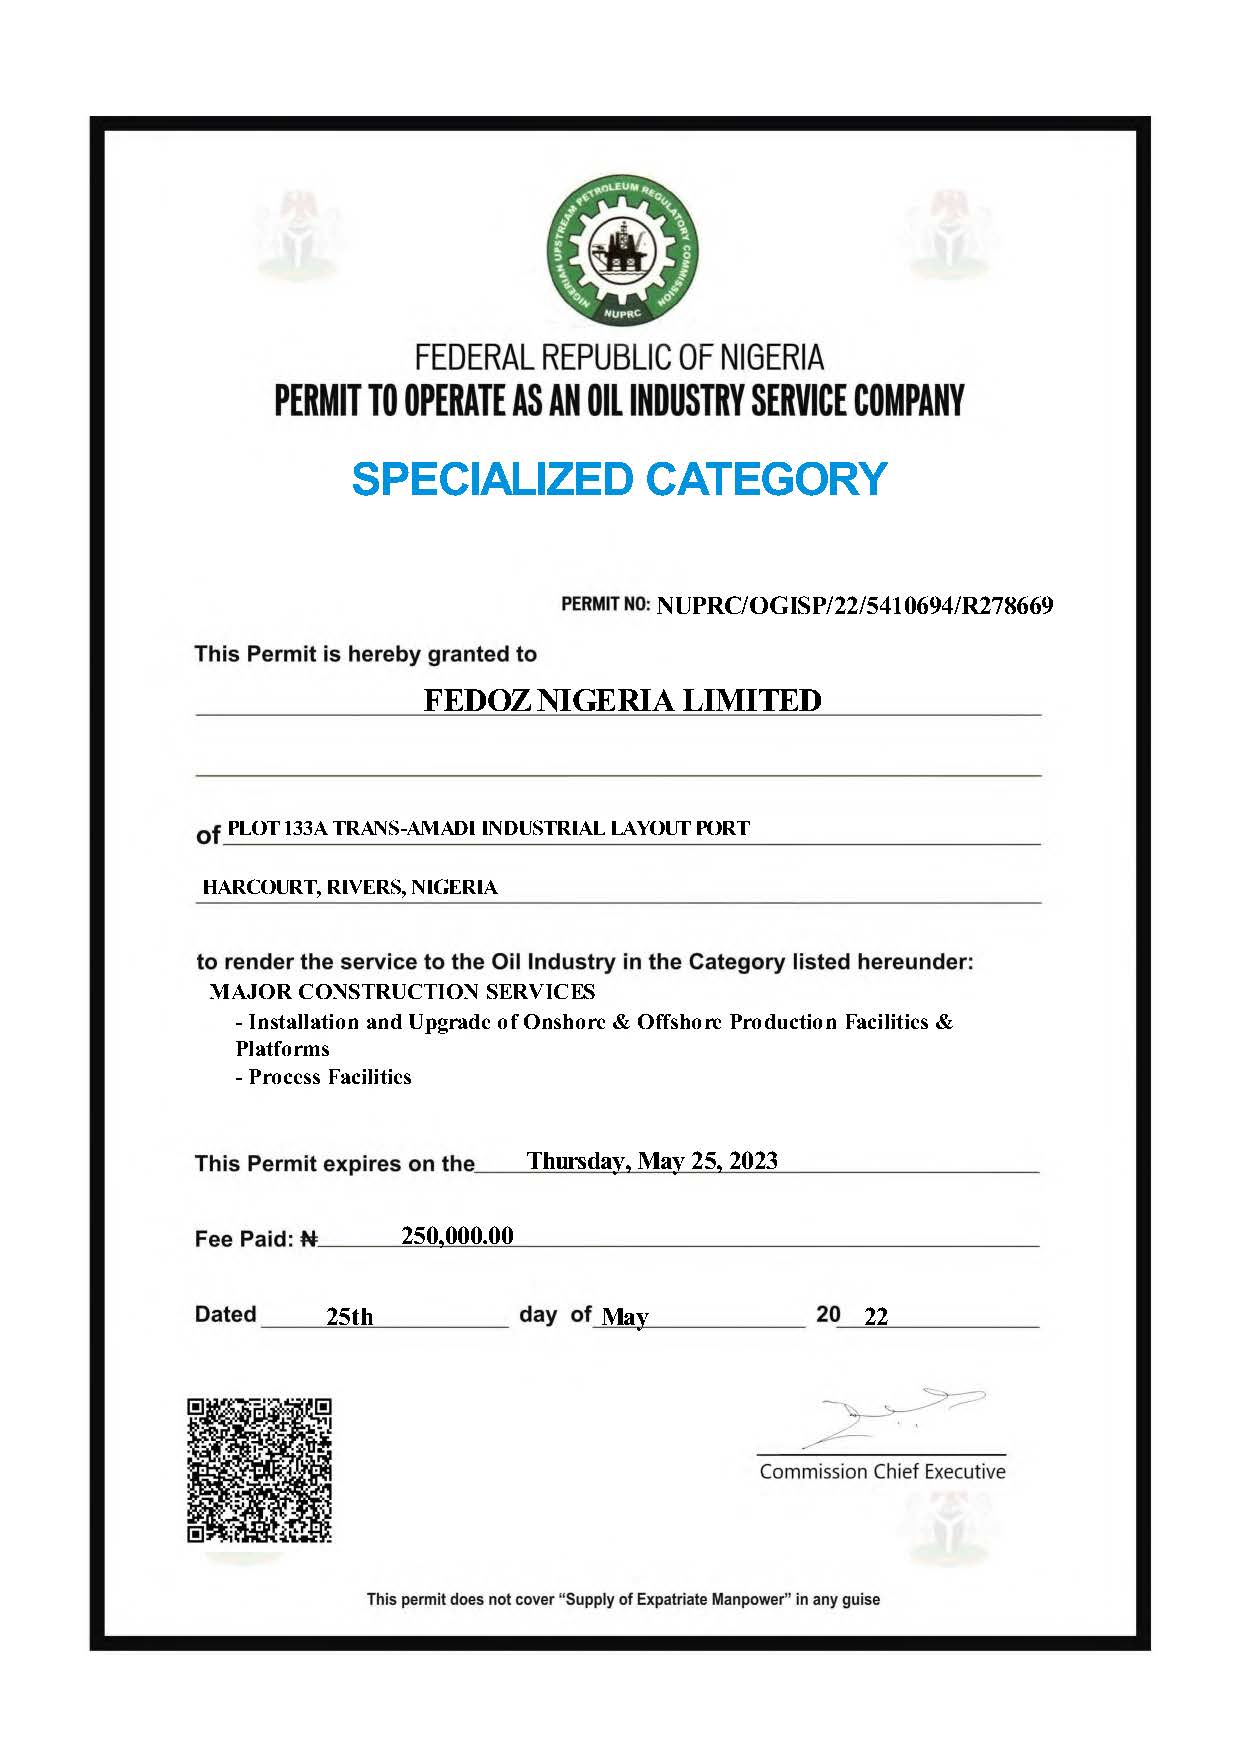 NIGERIAN UPSTREAM PETROLEUM REGULATORY COMMISSION
NUPRC
FEDERAL REPUBLIC OF NIGERIA
PERMIT TO OPERATE AS AN OIL INDUSTRY SERVICE COMPANY
SPECIALIZED CATEGORY
PERMIT NO: NUPRC/OGISP/22/5410694/R278669
This Permit is hereby granted to
FEDOZ NIGERIA LIMITED
of PLOT 133A TRANS-AMADI INDUSTRIAL LAYOUT PORT
HARCOURT, RIVERS, NIGERIA
to render the service to the Oil Industry in the Category listed hereunder:
MAJOR CONSTRUCTION SERVICES
- Installation and Upgrade of Onshore & Offshore Production Facilities &
Platforms
- Process Facilities
This Permit expires on the Thursday, May 25, 2023
Fee Paid: ₦ 250,000.00
Dated 25th day of May 20 22
Commission Chief Executive
This permit does not cover “Supply of Expatriate Manpower” in any guise